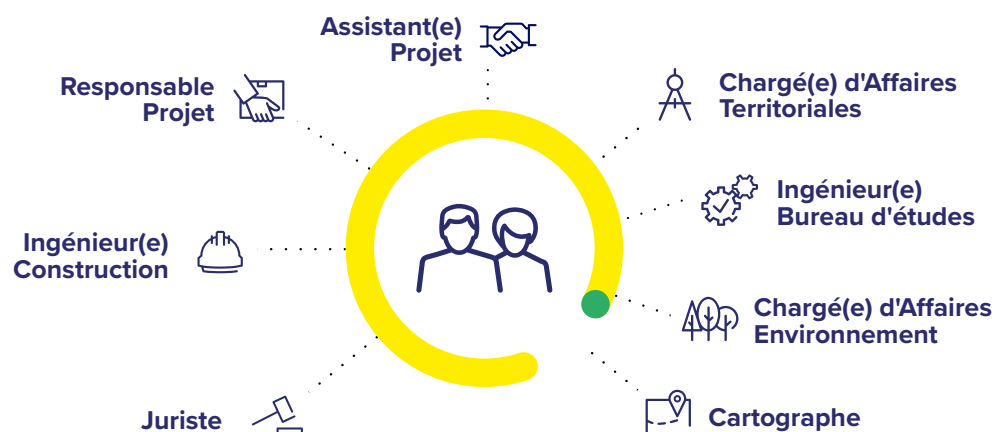 Assistant(e)
Projet
Responsable
Projet
Chargé(e) d'Affaires
Territoriales
Ingénieur(e)
Bureau d'études
Ingénieur(e)
Construction
Chargé(e) d'Affaires
Environnement
Juriste
Cartographe